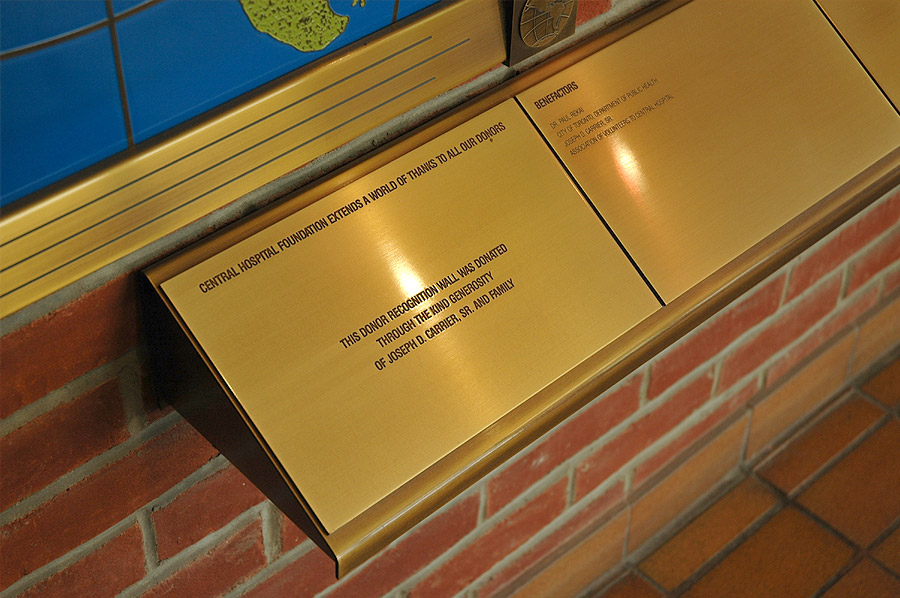 CENTRAL HOSPITAL FOUNDATION EXTENDS A WORLD OF THANKS TO ALL OUR DONORS
THIS DONOR RECOGNITION WALL WAS DONATED
THROUGH THE KIND GENEROSITY
OF JOSEPH D. CARRIER, SR. AND FAMILY
BENEFACTORS
DR. PAUL REKAI
CITY OF TORONTO, DEPARTMENT OF PUBLIC HEALTH
JOSEPH D. CARRIER, SR.
ASSOCIATION OF VOLUNTEERS TO CENTRAL HOSPITAL